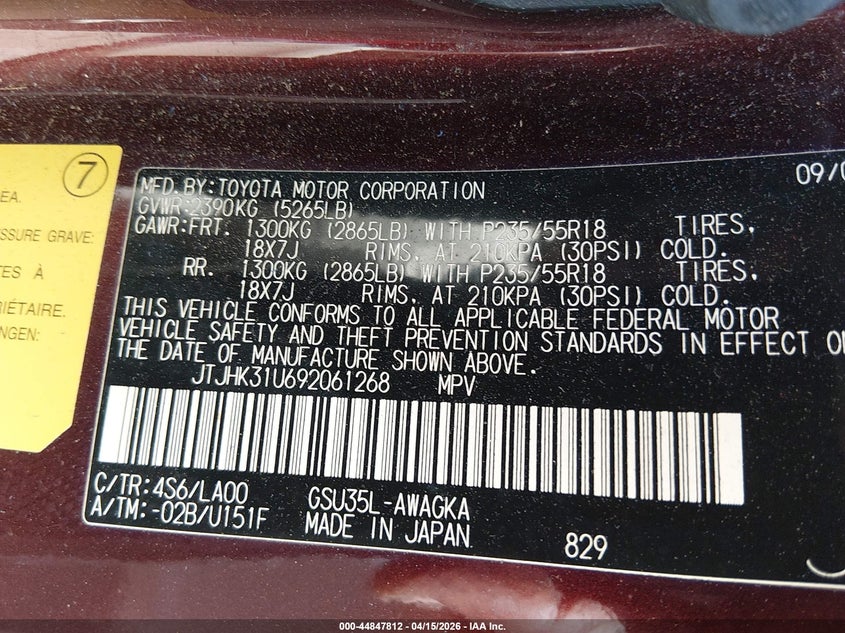 7
EA.
SSURE GRAVE:
TES À
RIÉTAIRE.
NGEN:
09/0
MFD.BY:TOYOTA MOTOR CORPORATION
GVWR:2390KG (5265LB)
GAWR:FRT. 1300KG (2865LB) WITH P235/55R18 TIRES,
18X7J RIMS, AT 210KPA (30PSI) COLD.
RR. 1300KG (2865LB) WITH P235/55R18 TIRES,
18X7J RIMS, AT 210KPA (30PSI) COLD.
THIS VEHICLE CONFORMS TO ALL APPLICABLE FEDERAL MOTOR
VEHICLE SAFETY AND THEFT PREVENTION STANDARDS IN EFFECT O
THE DATE OF MANUFACTURE SHOWN ABOVE.
JTJHK31U692061268 MPV
C/TR:4S6/LA00 GSU35L-AWAGKA
A/TM:-02B/U151F MADE IN JAPAN
829
000-44847812 - 04/15/2026 - IAA Inc.